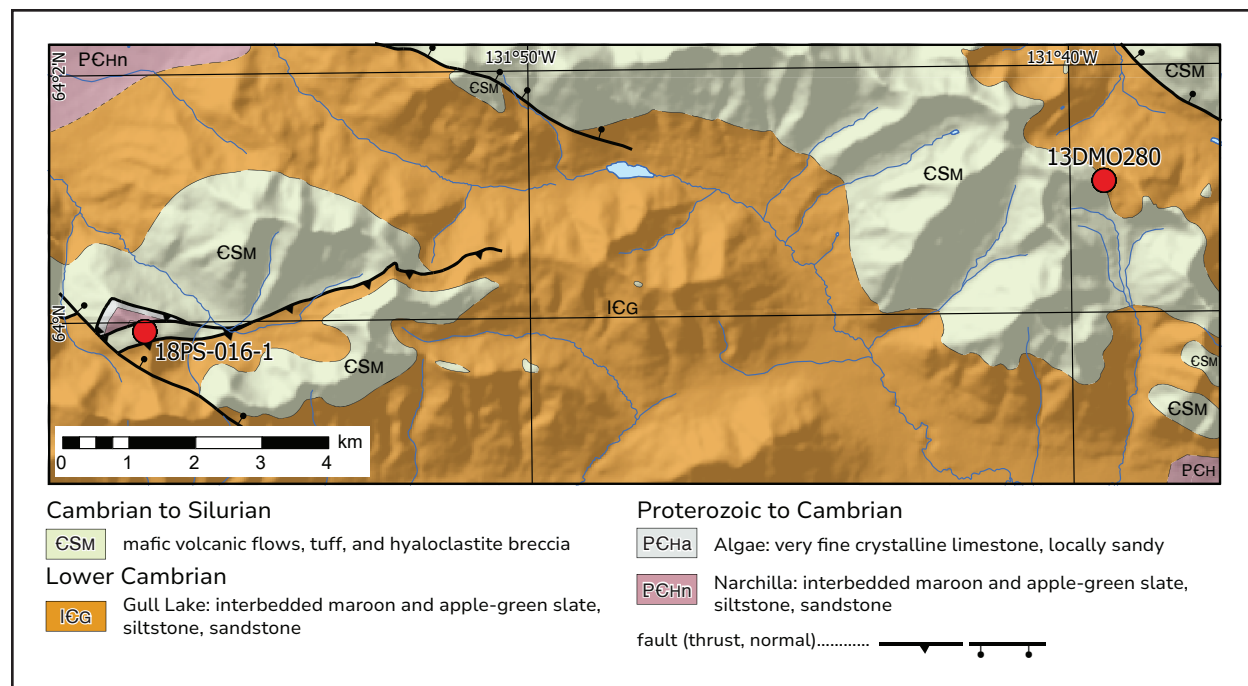 PЄHn
64°2'N
131°50'W
131°40'W
ЄSM
ЄSM
13DMO280
ЄSM
ЄSM
64°N
lЄG
18PS-016-1
ЄSM
ЄSM
ЄSM
PЄH
km
0 1 2 3 4
Cambrian to Silurian
ЄSM mafic volcanic flows, tuff, and hyaloclastite breccia
Lower Cambrian
lЄG Gull Lake: interbedded maroon and apple-green slate,
siltstone, sandstone
Proterozoic to Cambrian
PЄHa Algae: very fine crystalline limestone, locally sandy
PЄHn Narchilla: interbedded maroon and apple-green slate,
siltstone, sandstone
fault (thrust, normal)............